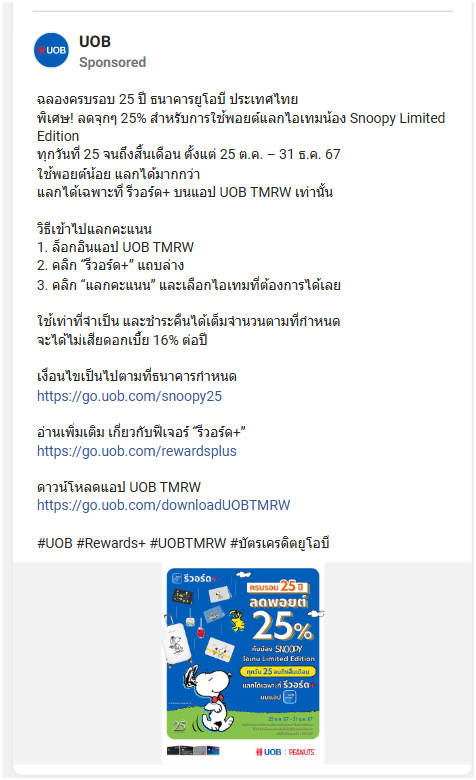 UOB
UOB
Sponsored
ฉลองครบรอบ 25 ปี ธนาคารยูโอบี ประเทศไทย
พิเศษ! ลดจุกๆ 25% สำหรับการใช้พอยต์แลกไอเทมน้อง Snoopy Limited
Edition
ทุกวันที่ 25 จนถึงสิ้นเดือน ตั้งแต่ 25 ต.ค. – 31 ธ.ค. 67
ใช้พอยต์น้อย แลกได้มากกว่า
แลกได้เฉพาะที่ รีวอร์ด+ บนแอป UOB TMRW เท่านั้น
วิธีเข้าไปแลกคะแนน
1. ล็อกอินแอป UOB TMRW
2. คลิก “รีวอร์ด+” แถบล่าง
3. คลิก “แลกคะแนน” และเลือกไอเทมที่ต้องการได้เลย
ใช้เท่าที่จำเป็น และชำระคืนได้เต็มจำนวนตามที่กำหนด
จะได้ไม่เสียดอกเบี้ย 16% ต่อปี
เงื่อนไขเป็นไปตามที่ธนาคารกำหนด
https://go.uob.com/snoopy25
อ่านเพิ่มเติม เกี่ยวกับฟีเจอร์ “รีวอร์ด+”
https://go.uob.com/rewardsplus
ดาวน์โหลดแอป UOB TMRW
https://go.uob.com/downloadUOBTMRW
#UOB #Rewards+ #UOBTMRW #บัตรเครดิตยูโอบี
รีวอร์ด+
ครบรอบ 25 ปี
ลดพอยต์
25%
กับน้อง SNOOPY
ไอเทม Limited Edition
ทุกวัน 25 จนถึงสิ้นเดือน
แลกได้เฉพาะที่ รีวอร์ด+
บนแอป
25 ต.ค. 67 - 31 ธ.ค. 67
25
UOB PEANUTS